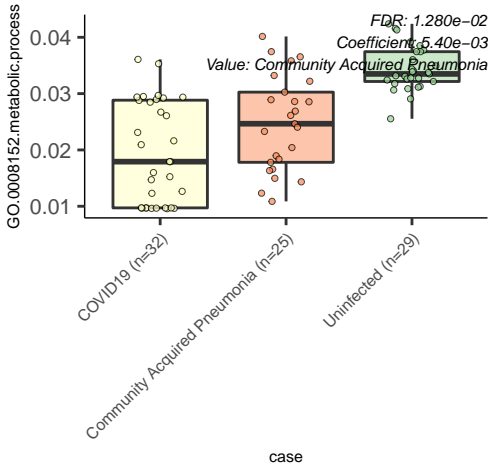 FDR: 1.280e−02
Coefficient: 5.40e−03
Value: Community Acquired Pneumonia
GO.0008152.metabolic.process
0.04
0.03
0.02
0.01
COVID19 (n=32)
Community Acquired Pneumonia (n=25)
Uninfected (n=29)
case